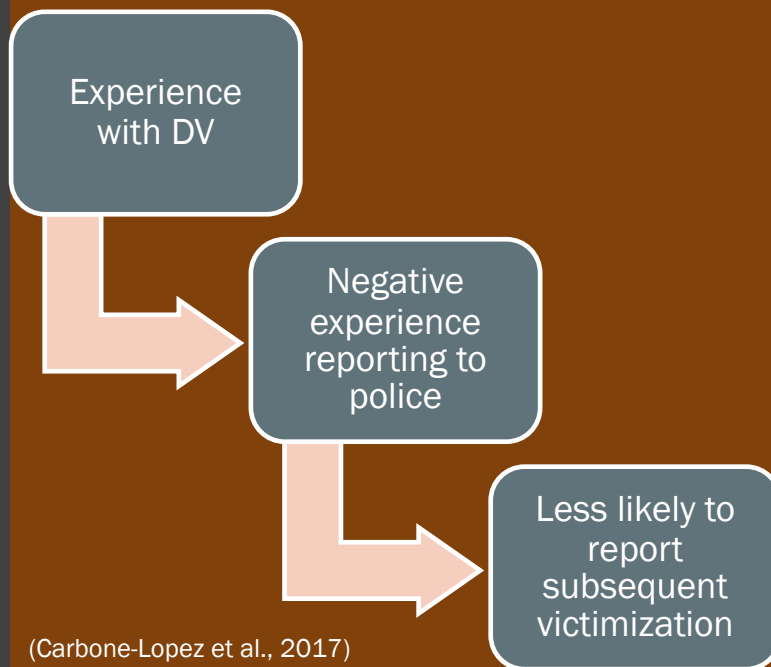 Experience
with DV
Negative
experience
reporting to
police
Less likely to
report
subsequent
victimization
(Carbone-Lopez et al., 2017)